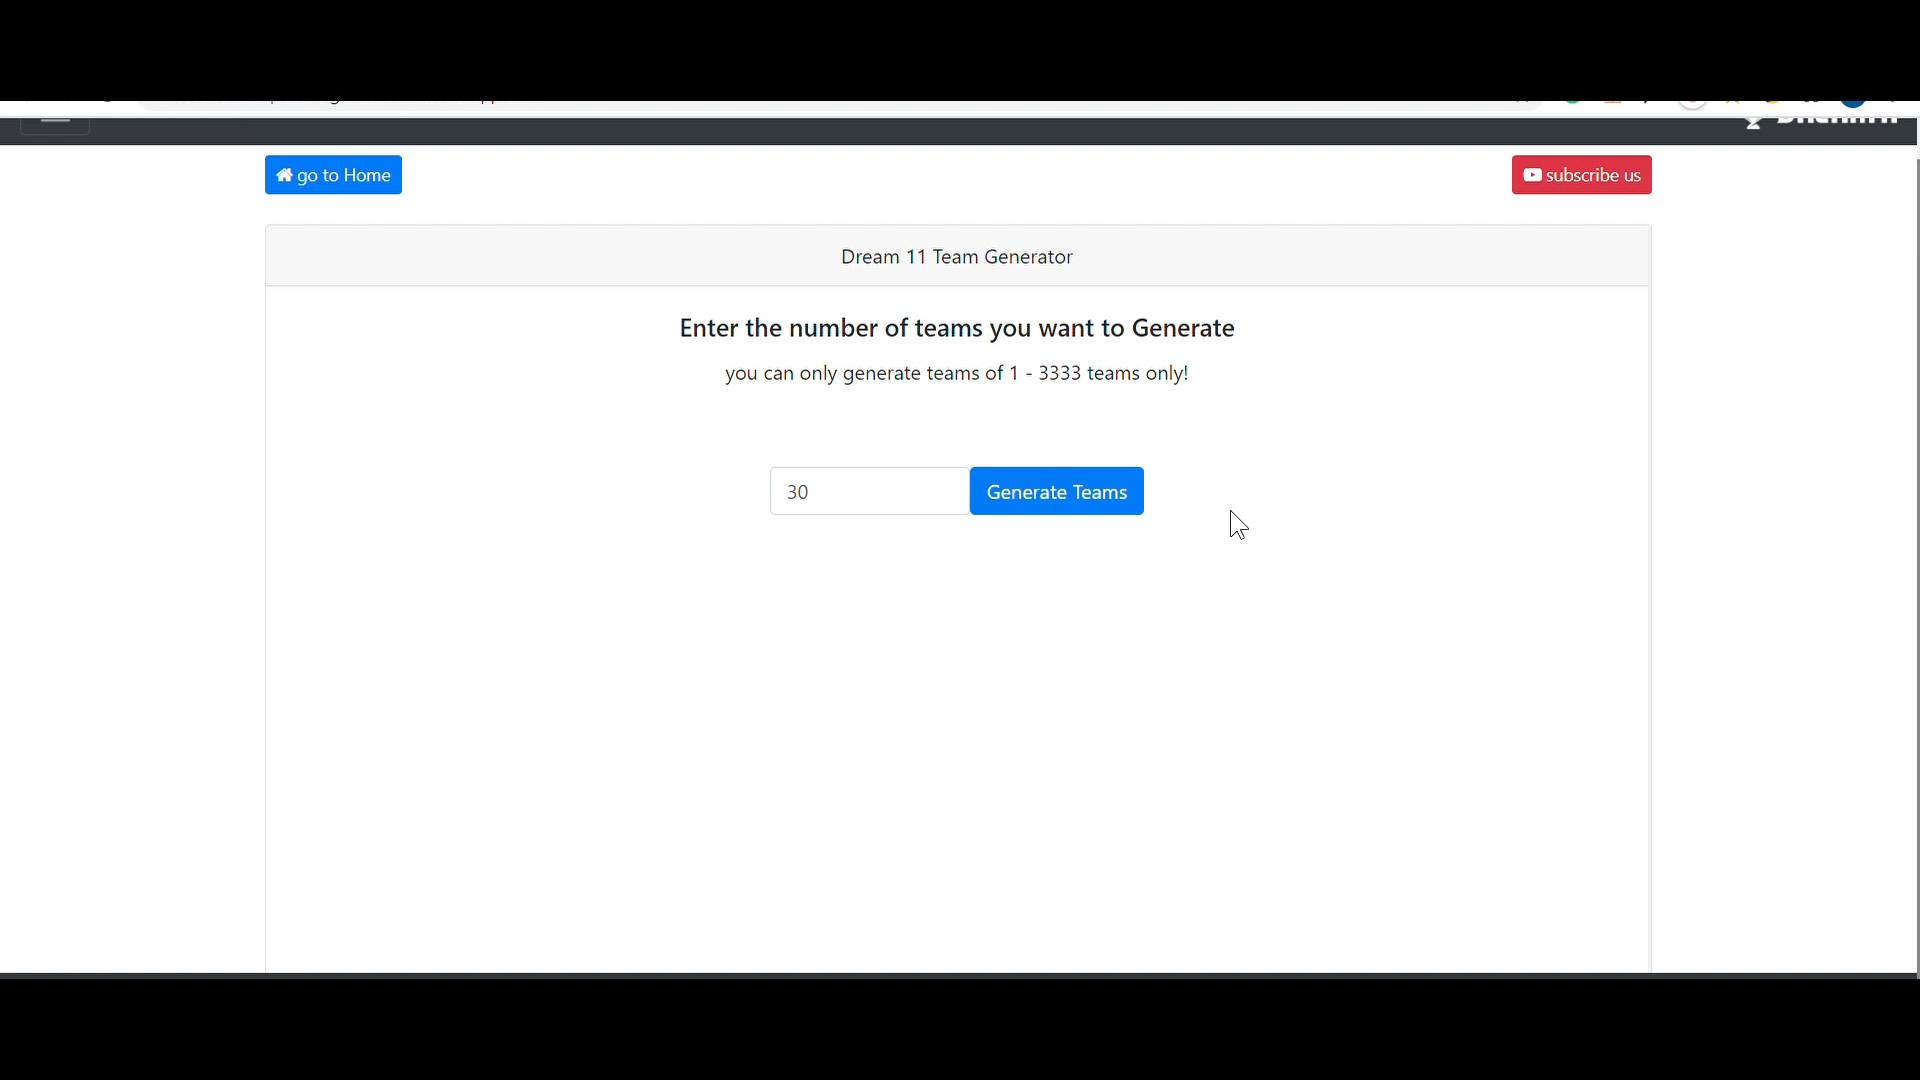 go to Home
subscribe us
Dream 11 Team Generator
Enter the number of teams you want to Generate
you can only generate teams of 1 - 3333 teams only!
30
Generate Teams